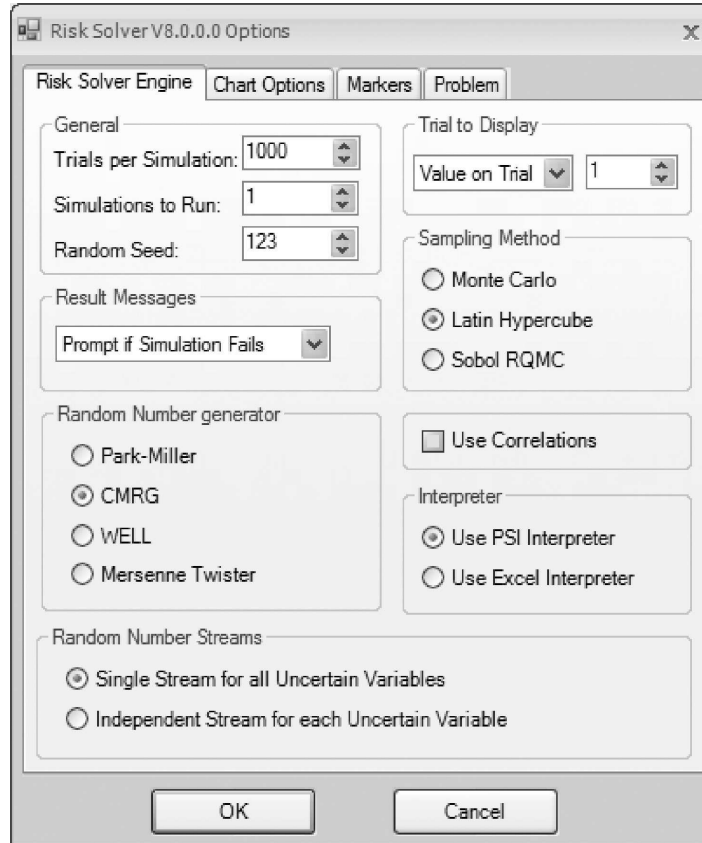 Risk Solver V8.0.0.0 Options
X
Risk Solver Engine
Chart Options
Markers
Problem
General
Trials per Simulation: 1000
Simulations to Run: 1
Random Seed: 123
Trial to Display
Value on Trial 1
Sampling Method
Monte Carlo
Latin Hypercube
Sobol RQMC
Result Messages
Prompt if Simulation Fails
Random Number generator
Park-Miller
CMRG
WELL
Mersenne Twister
Use Correlations
Interpreter
Use PSI Interpreter
Use Excel Interpreter
Random Number Streams
Single Stream for all Uncertain Variables
Independent Stream for each Uncertain Variable
OK
Cancel